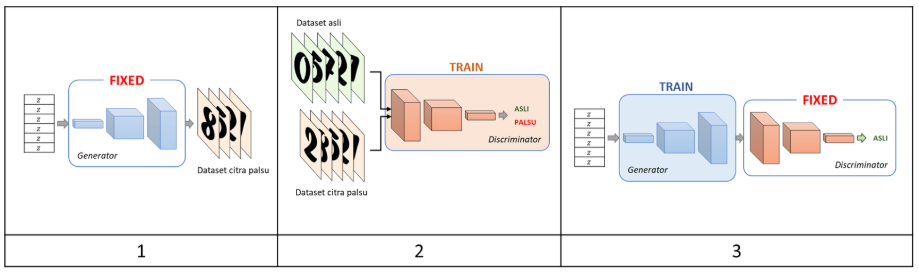 FIXED
z
z
z
z
z
z
Generator
Dataset citra palsu
1
Dataset asli
TRAIN
ASLI
PALSU
Discriminator
Dataset citra palsu
2
TRAIN
FIXED
z
z
z
z
z
z
ASLI
Generator
Discriminator
3